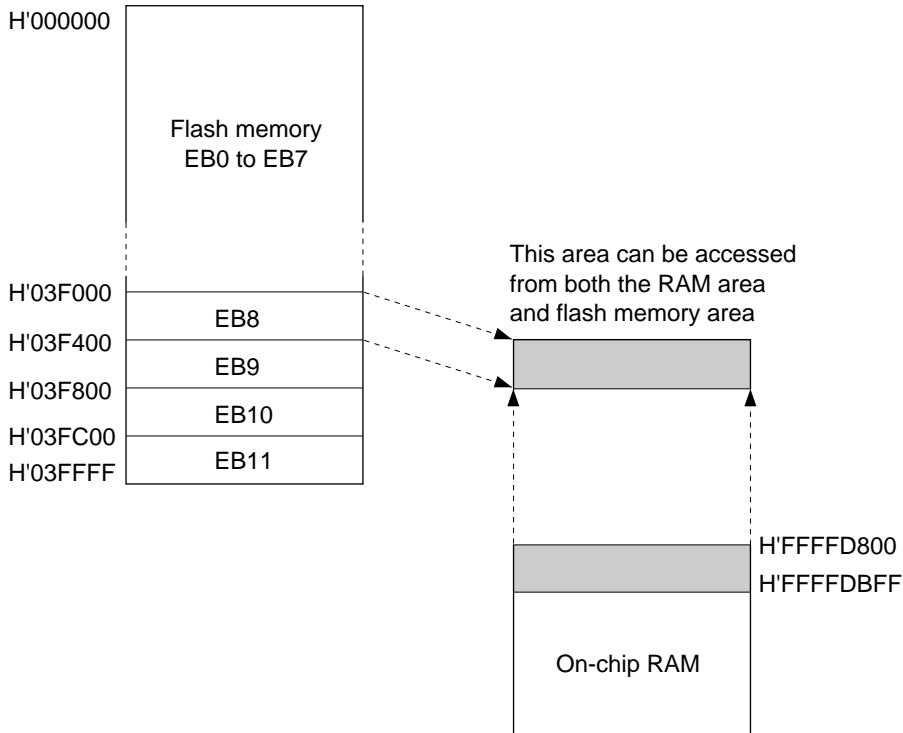 H'000000
Flash memory
EB0 to EB7
This area can be accessed
from both the RAM area
and flash memory area
H'03F000
EB8
H'03F400
EB9
H'03F800
EB10
H'03FC00
EB11
H'03FFFF
H'FFFFD800
H'FFFFDBFF
On-chip RAM